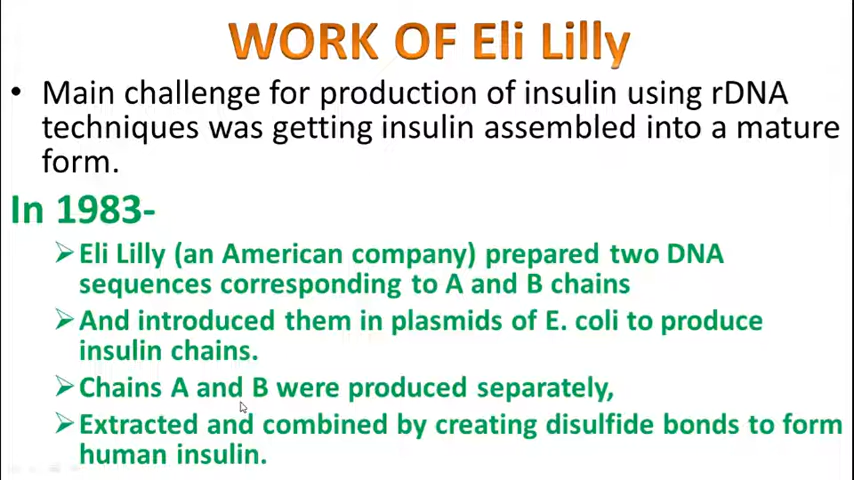 WORK OF Eli Lilly
• Main challenge for production of insulin using rDNA
techniques was getting insulin assembled into a mature
form.
In 1983-
➢Eli Lilly (an American company) prepared two DNA
sequences corresponding to A and B chains
➢And introduced them in plasmids of E. coli to produce
insulin chains.
➢Chains A and B were produced separately,
➢Extracted and combined by creating disulfide bonds to form
human insulin.